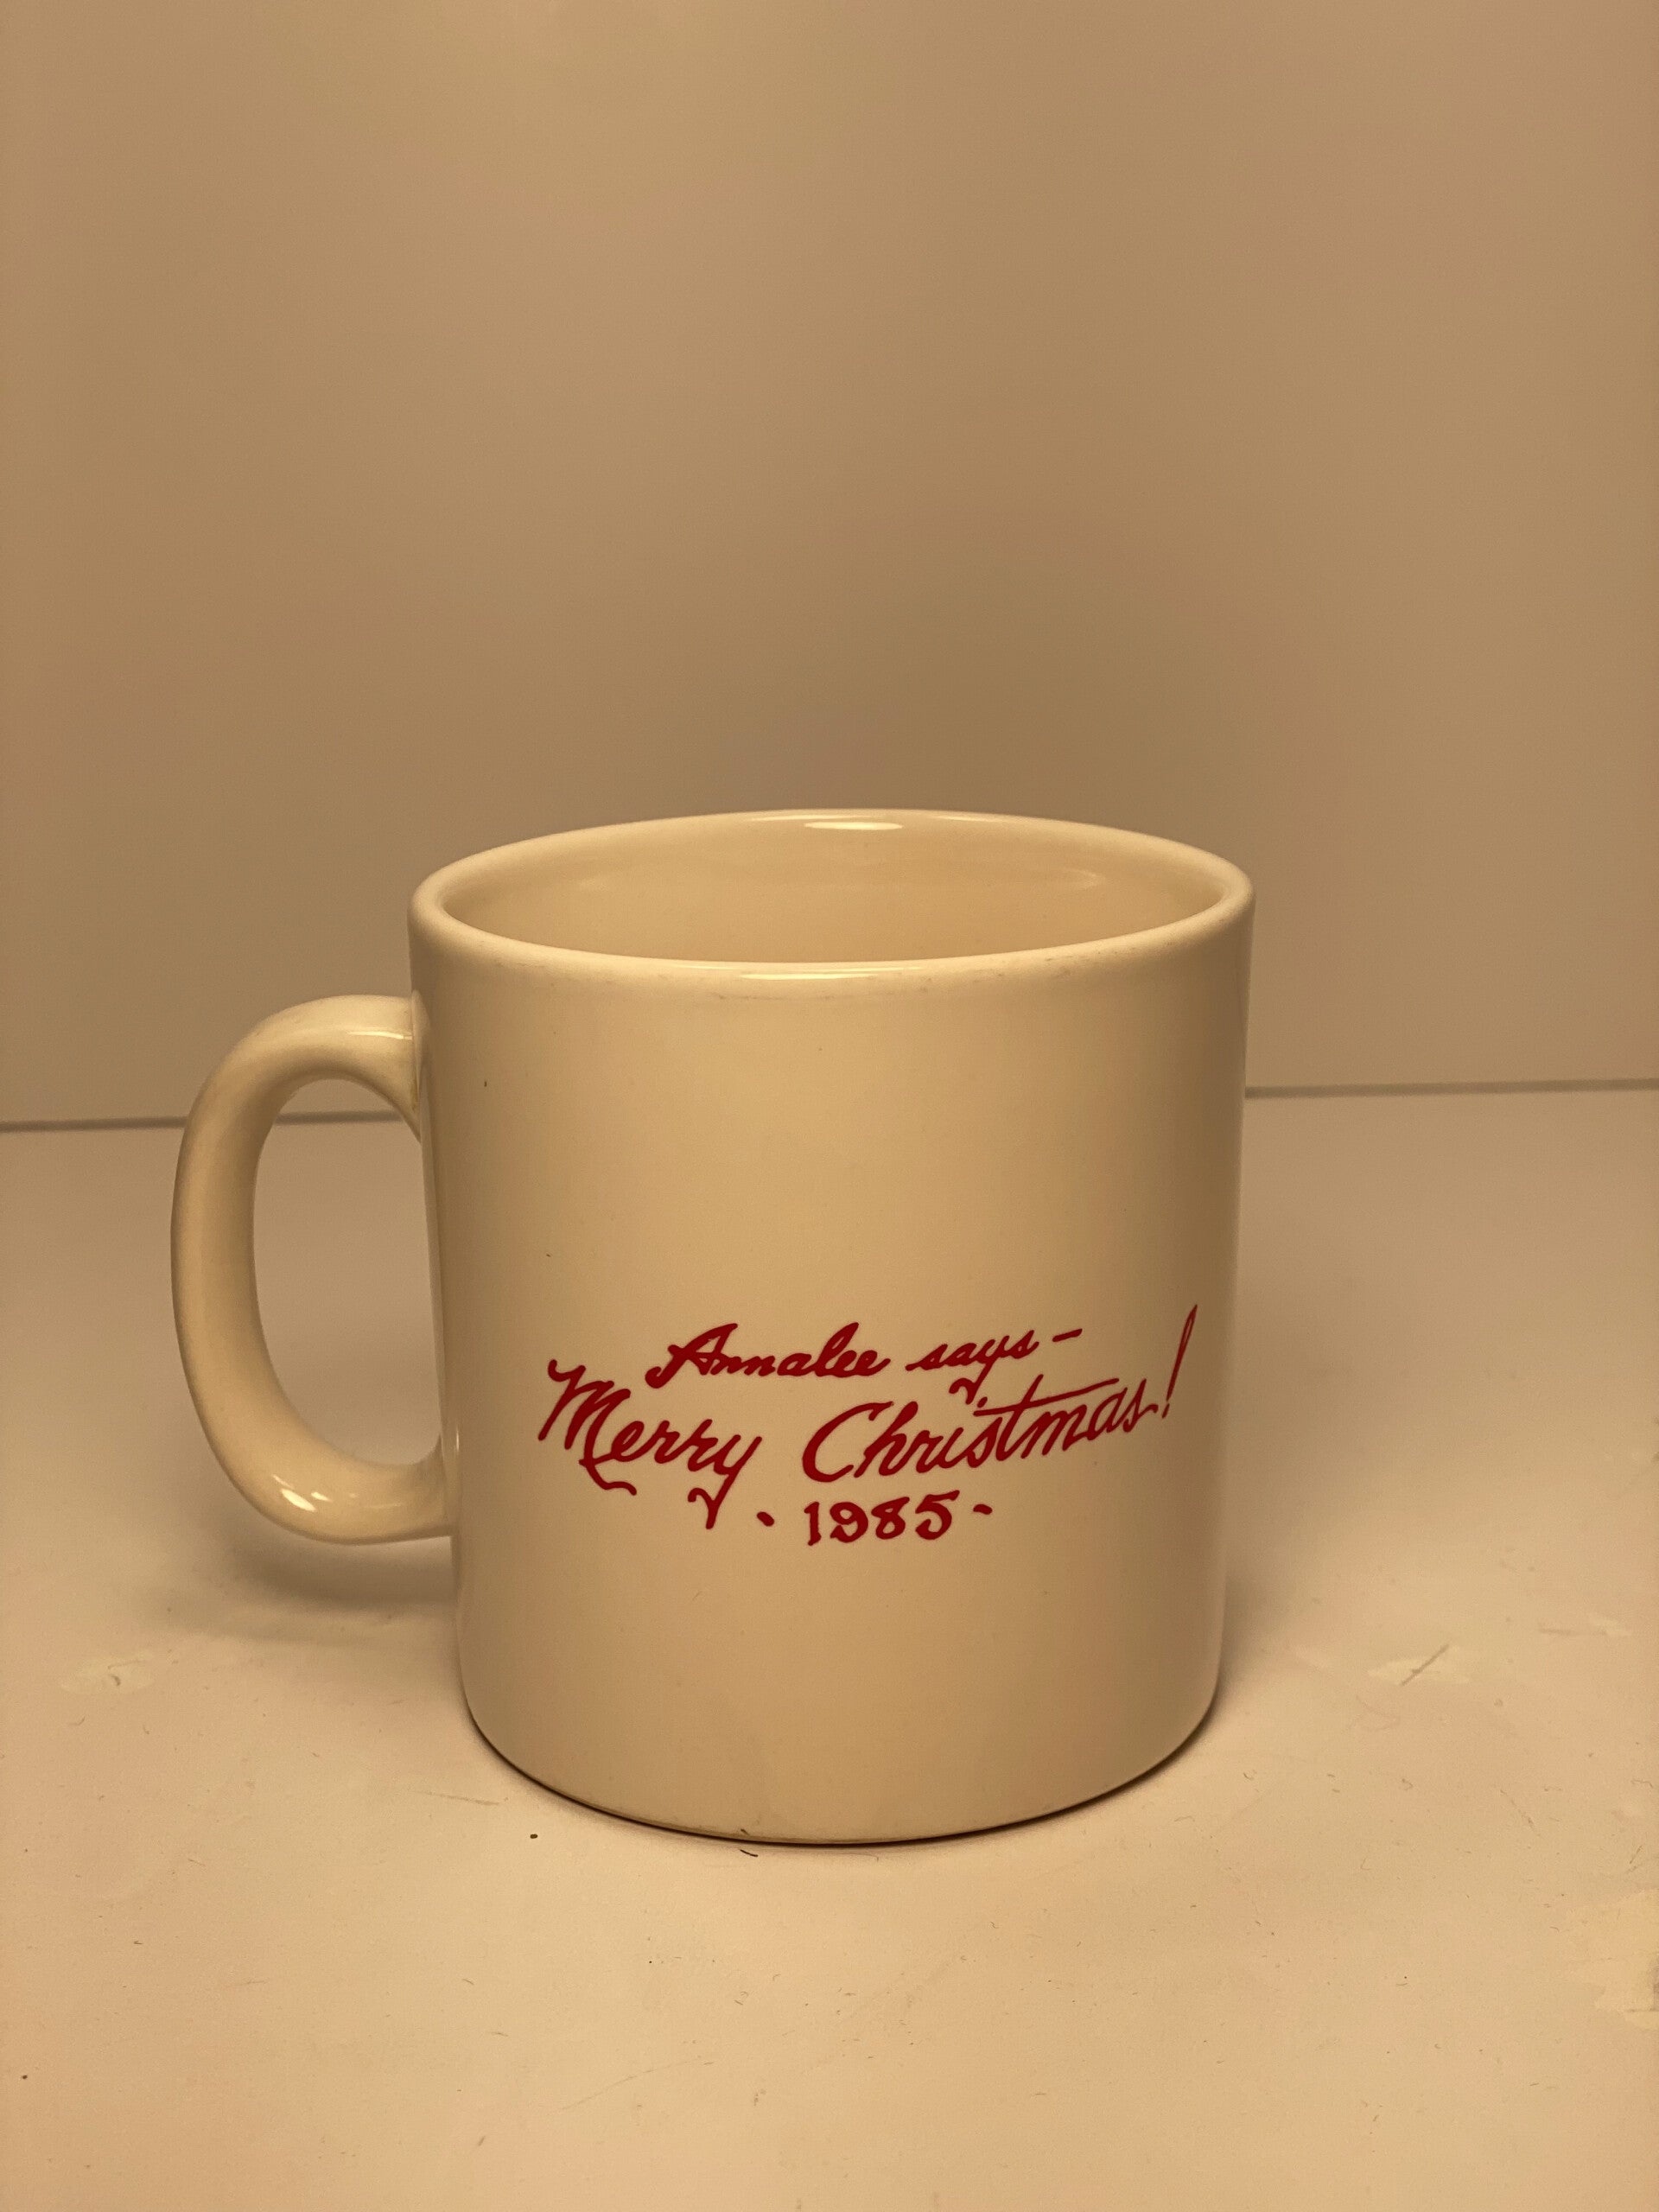 Annalee says-
Merry Christmas!
· 1985 ·